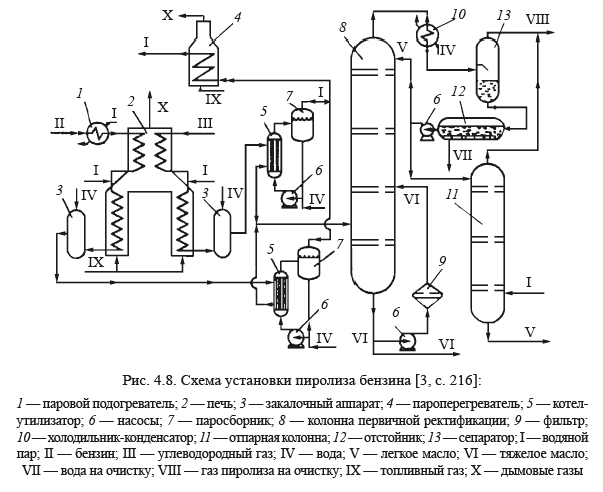 X
4
I
IX
1
I
2
X
II
III
I
I
3
IV
IV
3
IX
5
7
I
6
IV
5
7
6
IV
8
10
V
IV
13
VIII
6
12
VII
VI
11
9
I
6
VI
V
Рис. 4.8. Схема установки пиролиза бензина [3, с. 216]:
1 — паровой подогреватель; 2 — печь; 3 — закалочный аппарат; 4 — пароперегреватель; 5 — котел-
утилизатор; 6 — насосы; 7 — паросборник; 8 — колонна первичной ректификации; 9 — фильтр;
10 — холодильник-конденсатор; 11 — отпарная колонна; 12 — отстойник; 13 — сепаратор; I — водяной
пар; II — бензин; III — углеводородный газ; IV — вода; V — легкое масло; VI — тяжелое масло;
VII — вода на очистку; VIII — газ пиролиза на очистку; IX — топливный газ; X — дымовые газы